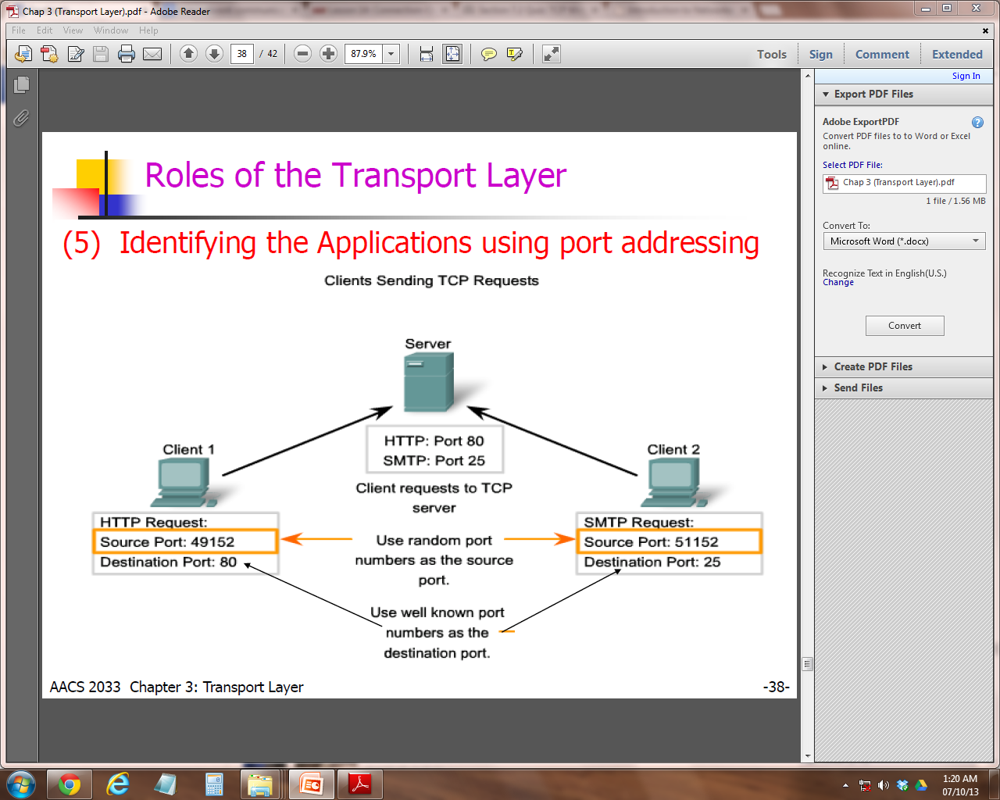 Chap 3 (Transport Layer).pdf - Adobe Reader
File Edit View Window Help
38 / 42
87.9%
Tools Sign Comment Extended
Sign In
Export PDF Files
Adobe ExportPDF
Convert PDF files to to Word or Excel
online.
Select PDF File:
Chap 3 (Transport Layer).pdf
1 file / 1.56 MB
Convert To:
Microsoft Word (*.docx)
Recognize Text in English(U.S.)
Change
Convert
Create PDF Files
Send Files
Roles of the Transport Layer
(5) Identifying the Applications using port addressing
Clients Sending TCP Requests
Server
HTTP: Port 80
SMTP: Port 25
Client requests to TCP
server
Client 1
HTTP Request:
Source Port: 49152
Destination Port: 80
Client 2
SMTP Request:
Source Port: 51152
Destination Port: 25
Use random port
numbers as the source
port.
Use well known port
numbers as the
destination port.
AACS 2033 Chapter 3: Transport Layer
-38-
1:20 AM
07/10/13